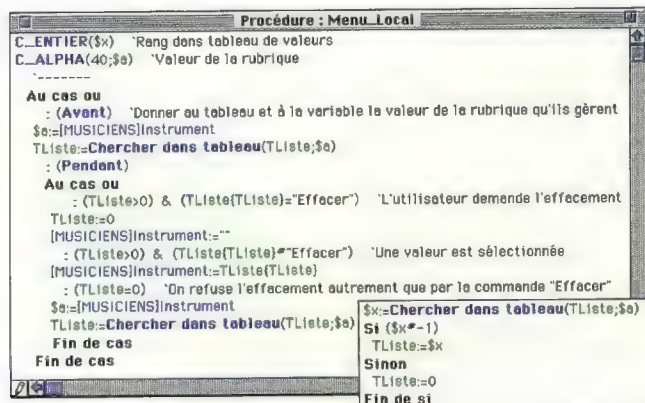 Procédure : Menu_Local
C_ENTIER($x) `Rang dans tableau de valeurs
C_ALPHA(40;$a) `Valeur de la rubrique
`-------
Au cas ou
: (Avant) `Donner au tableau et à la variable la valeur de la rubrique qu'ils gèrent
$a:=[MUSICIENS]Instrument
TListe:=Chercher dans tableau(TListe;$a)
: (Pendant)
Au cas ou
: (TListe>0) & (TListe{TListe}="Effacer") `L'utilisateur demande l'effacement
TListe:=0
[MUSICIENS]Instrument:=""
: (TListe>0) & (TListe{TListe}#"Effacer") `Une valeur est sélectionnée
[MUSICIENS]Instrument:=TListe{TListe}
: (TListe=0) `On refuse l'effacement autrement que par la commande "Effacer"
$a:=[MUSICIENS]Instrument
TListe:=Chercher dans tableau(TListe;$a)
Fin de cas
Fin de cas
$x:=Chercher dans tableau(TListe;$a)
Si ($x#-1)
TListe:=$x
Sinon
TListe:=0
Fin de si